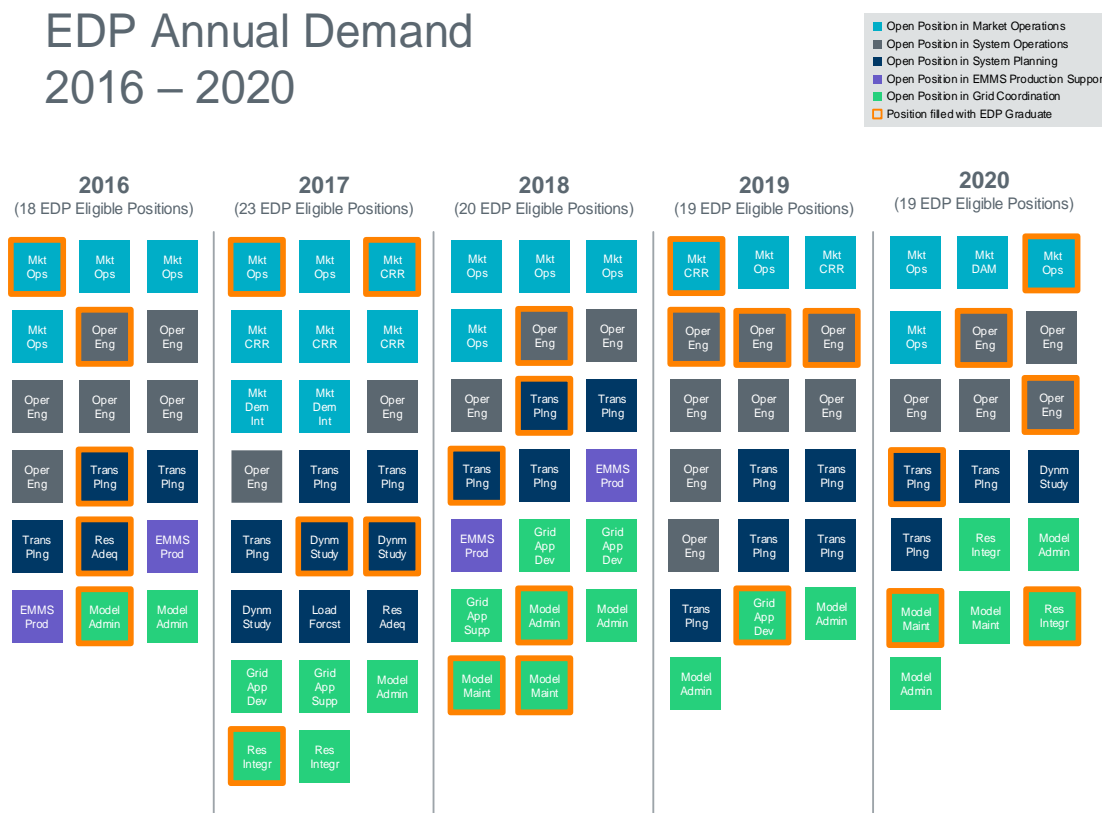 EDP Annual Demand
2016 – 2020
Open Position in Market Operations
Open Position in System Operations
Open Position in System Planning
Open Position in EMMS Production Support
Open Position in Grid Coordination
Position filled with EDP Graduate
2016
(18 EDP Eligible Positions)
Mkt
Ops
Mkt
Ops
Mkt
Ops
Mkt
Ops
Oper
Eng
Oper
Eng
Oper
Eng
Oper
Eng
Oper
Eng
Oper
Eng
Trans
Plng
Trans
Plng
Trans
Plng
Res
Adeq
EMMS
Prod
EMMS
Prod
Model
Admin
Model
Admin
2017
(23 EDP Eligible Positions)
Mkt
Ops
Mkt
Ops
Mkt
CRR
Mkt
CRR
Mkt
CRR
Mkt
CRR
Mkt
Dem
Int
Mkt
Dem
Int
Oper
Eng
Oper
Eng
Trans
Plng
Trans
Plng
Trans
Plng
Dynm
Study
Dynm
Study
Dynm
Study
Load
Forcst
Res
Adeq
Grid
App
Dev
Grid
App
Supp
Model
Admin
Res
Integr
Res
Integr
2018
(20 EDP Eligible Positions)
Mkt
Ops
Mkt
Ops
Mkt
Ops
Mkt
Ops
Oper
Eng
Oper
Eng
Oper
Eng
Trans
Plng
Trans
Plng
Trans
Plng
Trans
Plng
EMMS
Prod
EMMS
Prod
Grid
App
Dev
Grid
App
Dev
Grid
App
Supp
Model
Admin
Model
Admin
Model
Maint
Model
Maint
2019
(19 EDP Eligible Positions)
Mkt
CRR
Mkt
Ops
Mkt
CRR
Oper
Eng
Oper
Eng
Oper
Eng
Oper
Eng
Oper
Eng
Oper
Eng
Oper
Eng
Trans
Plng
Trans
Plng
Oper
Eng
Trans
Plng
Trans
Plng
Trans
Plng
Grid
App
Dev
Model
Admin
Model
Admin
2020
(19 EDP Eligible Positions)
Mkt
Ops
Mkt
DAM
Mkt
Ops
Mkt
Ops
Oper
Eng
Oper
Eng
Oper
Eng
Oper
Eng
Oper
Eng
Trans
Plng
Trans
Plng
Dynm
Study
Trans
Plng
Res
Integr
Model
Admin
Model
Maint
Model
Maint
Res
Integr
Model
Admin